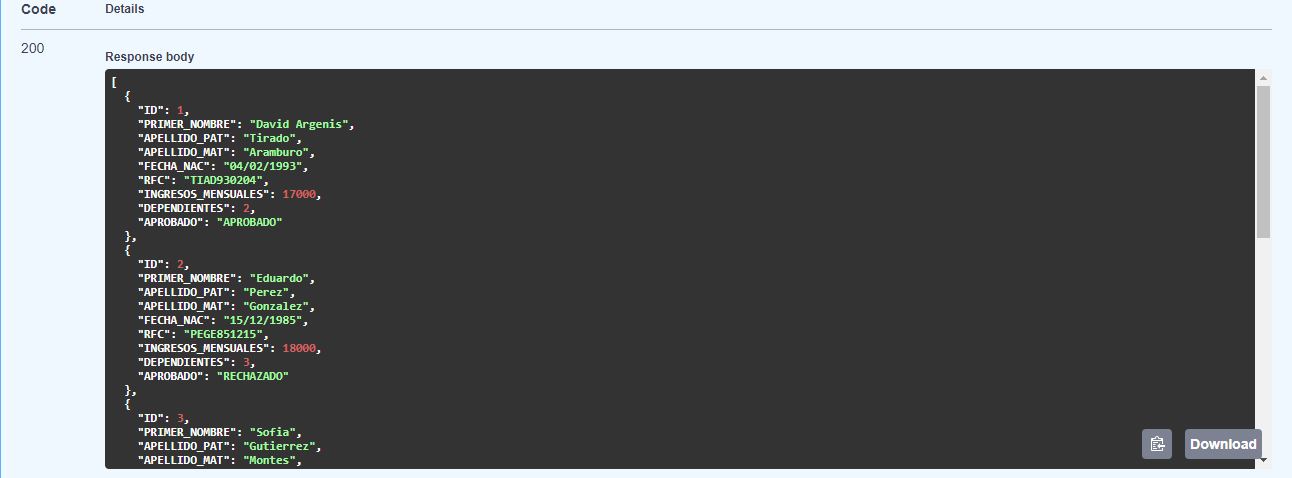 Code Details
200
Response body
[
{
"ID": 1,
"PRIMER_NOMBRE": "David Argenis",
"APELLIDO_PAT": "Tirado",
"APELLIDO_MAT": "Aramburo",
"FECHA_NAC": "04/02/1993",
"RFC": "TIAD930204",
"INGRESOS_MENSUALES": 17000,
"DEPENDIENTES": 2,
"APROBADO": "APROBADO"
},
{
"ID": 2,
"PRIMER_NOMBRE": "Eduardo",
"APELLIDO_PAT": "Perez",
"APELLIDO_MAT": "Gonzalez",
"FECHA_NAC": "15/12/1985",
"RFC": "PEGE851215",
"INGRESOS_MENSUALES": 18000,
"DEPENDIENTES": 3,
"APROBADO": "RECHAZADO"
},
{
"ID": 3,
"PRIMER_NOMBRE": "Sofia",
"APELLIDO_PAT": "Gutierrez",
"APELLIDO_MAT": "Montes",
Download